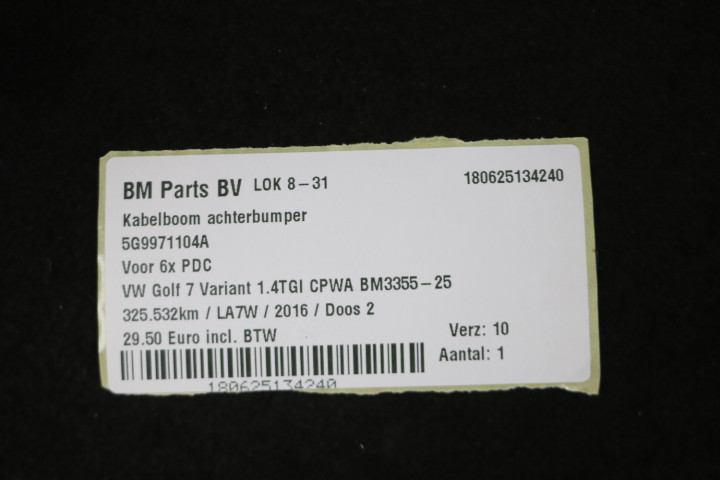 BM Parts BV LOK 8-31 180625134240
Kabelboom achterbumper
5G9971104A
Voor 6x PDC
VW Golf 7 Variant 1.4TGI CPWA BM3355-25
325.532km / LA7W / 2016 / Doos 2
29.50 Euro incl. BTW
Verz: 10
Aantal: 1
180625134240